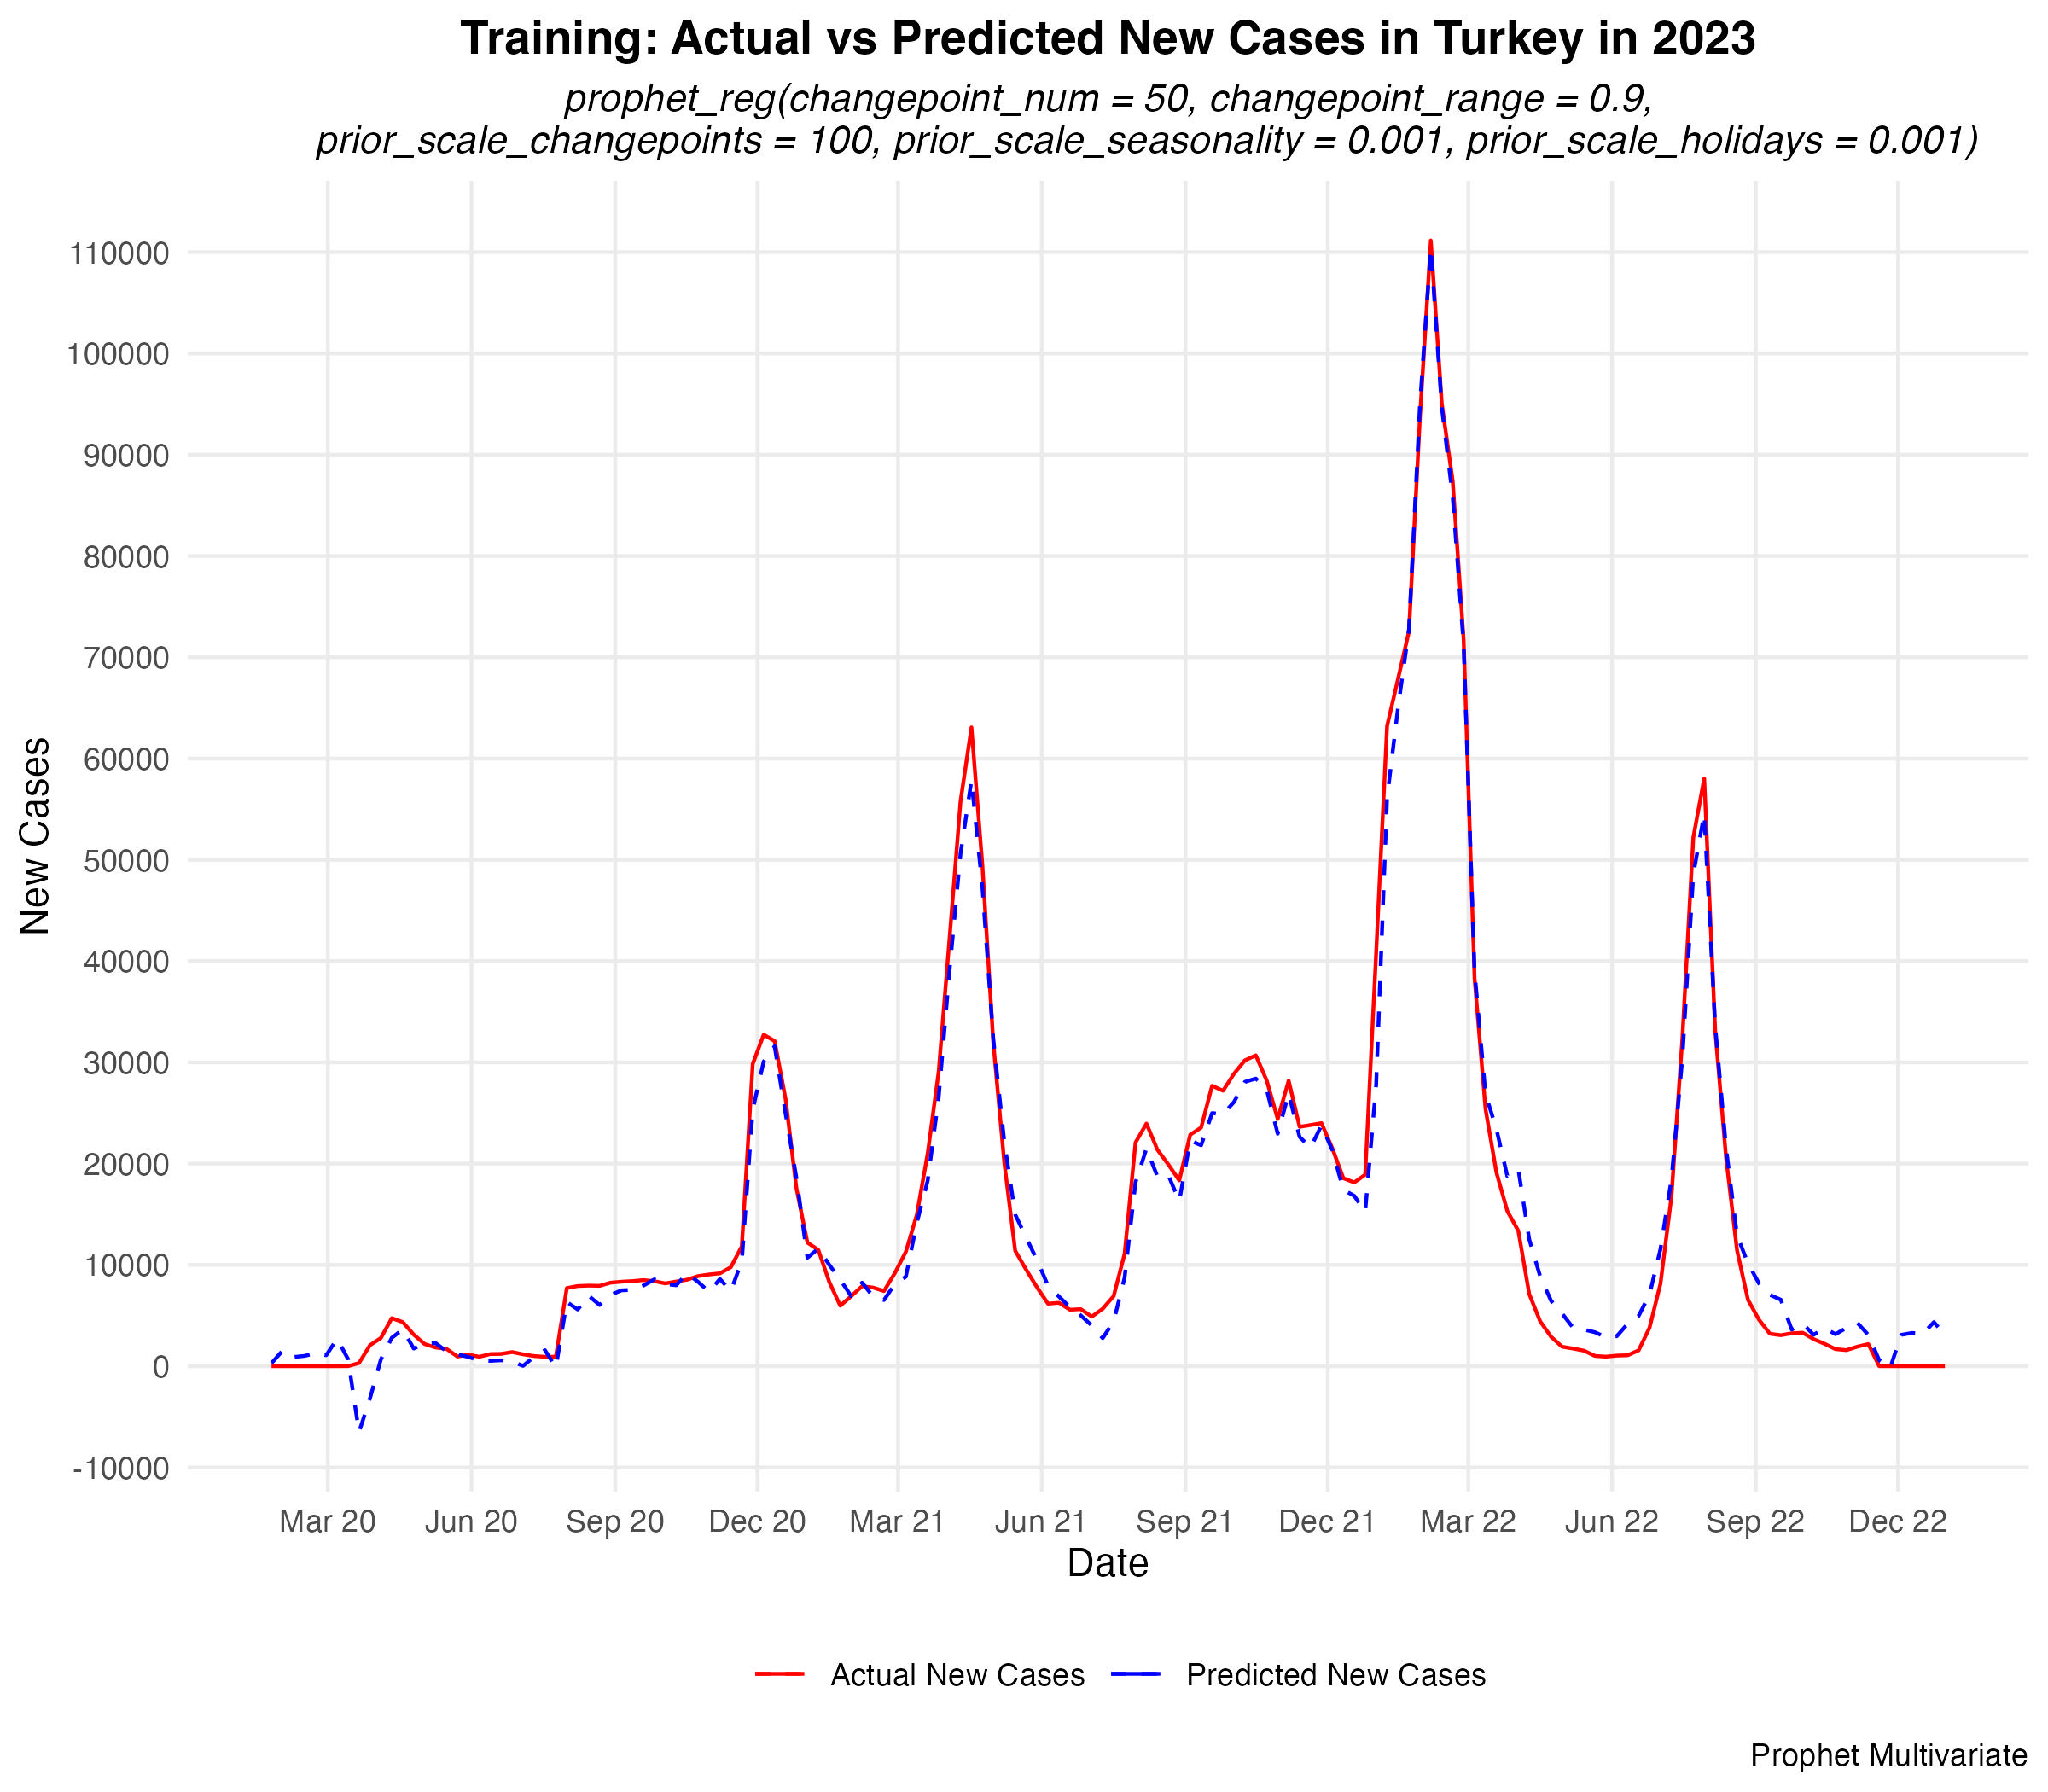 Training: Actual vs Predicted New Cases in Turkey in 2023
prophet_reg(changepoint_num = 50, changepoint_range = 0.9,
prior_scale_changepoints = 100, prior_scale_seasonality = 0.001, prior_scale_holidays = 0.001)
New Cases
110000
100000
90000
80000
70000
60000
50000
40000
30000
20000
10000
0
-10000
Mar 20 Jun 20 Sep 20 Dec 20 Mar 21 Jun 21 Sep 21 Dec 21 Mar 22 Jun 22 Sep 22 Dec 22
Date
Actual New Cases Predicted New Cases
Prophet Multivariate